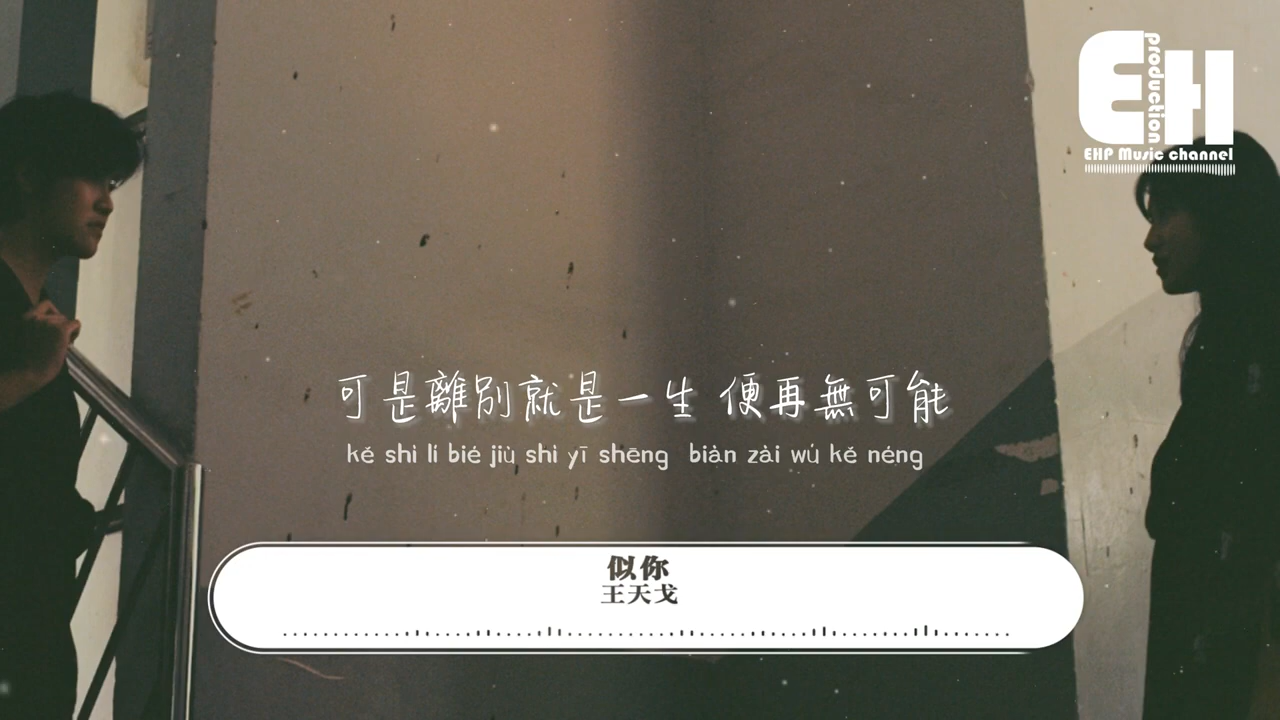 EH
production
EHP Music channel
可是離別就是一生 便再無可能
kě shì lí bié jiù shì yī shēng biàn zài wú kě néng
似你
王天戈